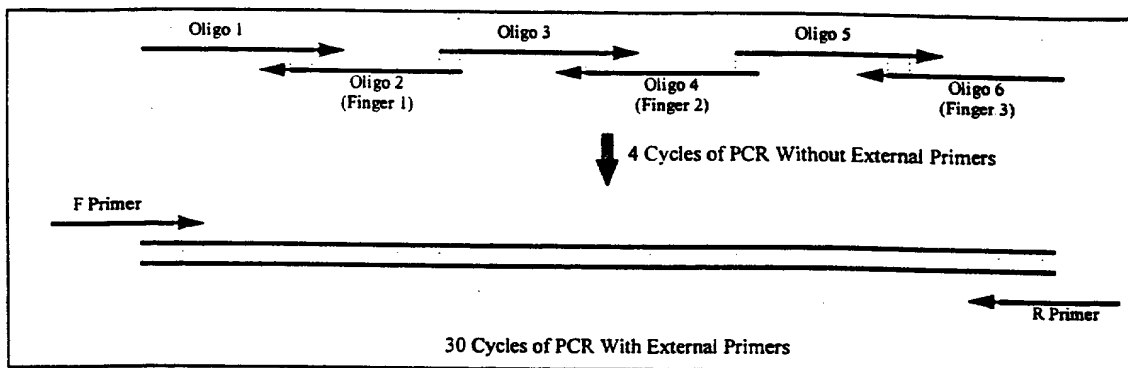 Oligo 1
Oligo 3
Oligo 5
Oligo 2
(Finger 1)
Oligo 4
(Finger 2)
Oligo 6
(Finger 3)
4 Cycles of PCR Without External Primers
F Primer
R Primer
30 Cycles of PCR With External Primers